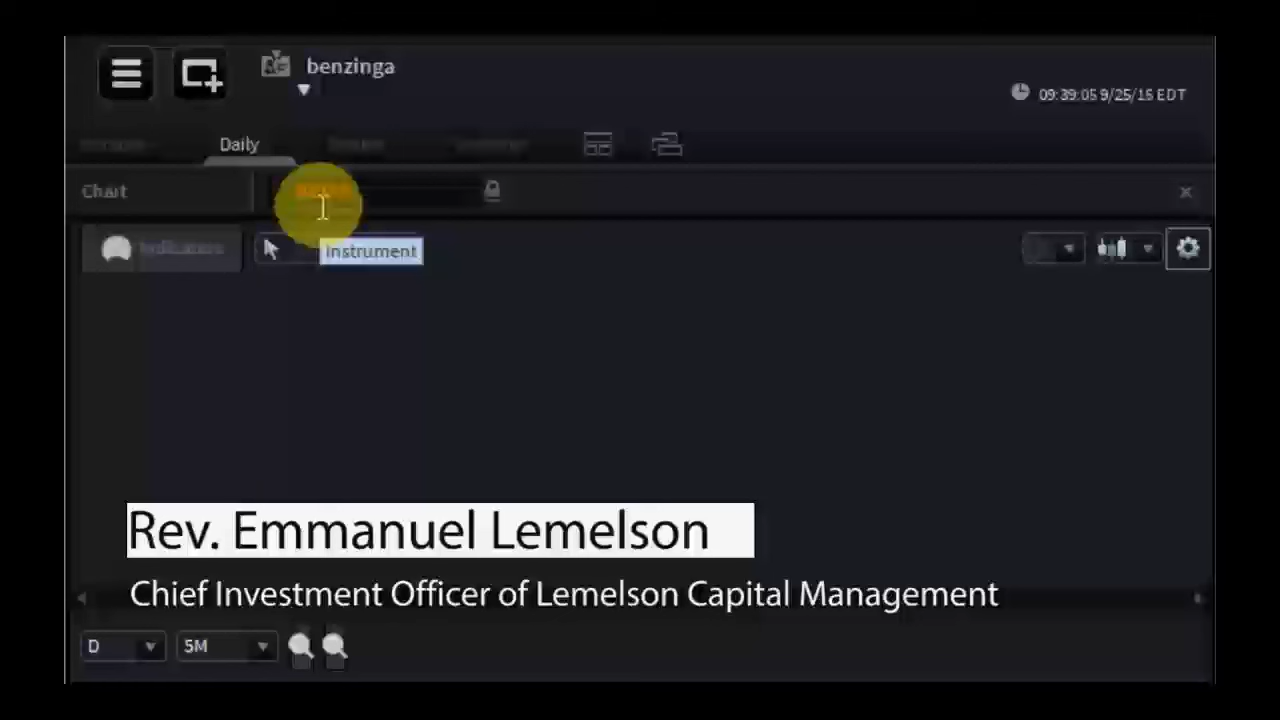 benzinga
09:39:05 9/25/15 EDT
Daily
Chart
Indicators
Instrument
Rev. Emmanuel Lemelson
Chief Investment Officer of Lemelson Capital Management
D
5M